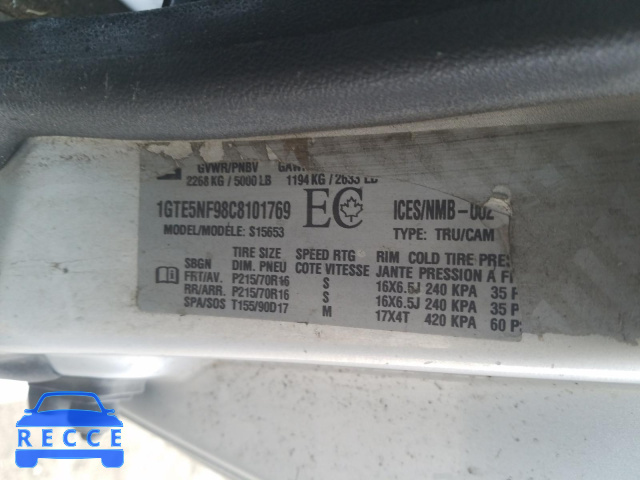 GVWR/PNBV
2268 KG / 5000 LB 1194 KG / 2633 LB
1GTE5NF98C8101769 EC ICES/NMB-002
MODEL/MODÈLE: S15653 TYPE: TRU/CAM
TIRE SIZE SPEED RTG RIM COLD TIRE PRES
SBGN DIM. PNEU COTE VITESSE JANTE PRESSION A F
FRT/AV. P215/70R16 S 16X6.5J 240 KPA 35 P
RR/ARR. P215/70R16 S 16X6.5J 240 KPA 35 P
SPA/SOS T155/90D17 M 17X4T 420 KPA 60 P
RECCE